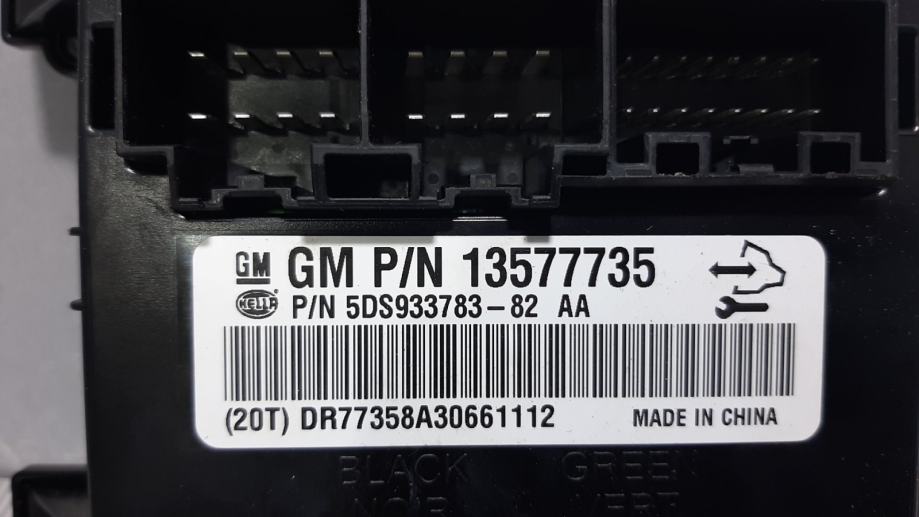 GM GM P/N 13577735
HELLA P/N 5DS933783-82 AA
(20T) DR77358A30661112 MADE IN CHINA
BLACK GREEN
NOIR VERT